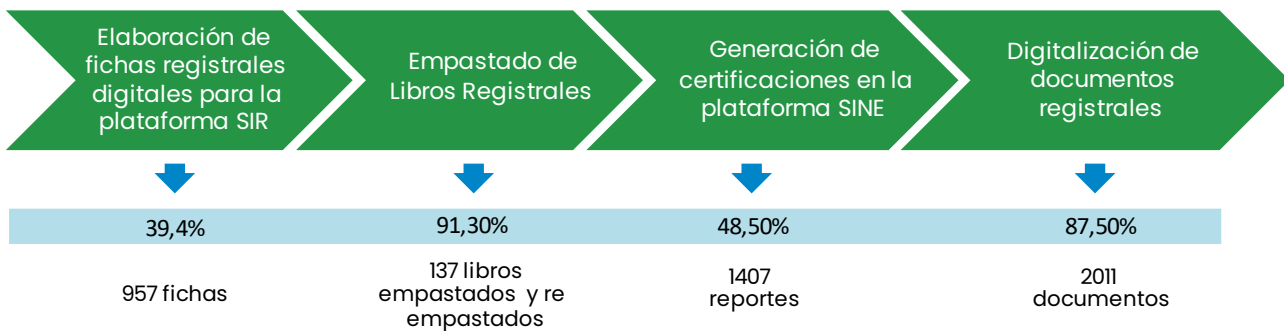 Elaboración de
fichas registrales
digitales para la
plataforma SIR
Empastado de
Libros Registrales
Generación de
certificaciones en la
plataforma SINE
Digitalización de
documentos
registrales
39,4%
91,30%
48,50%
87,50%
957 fichas
137 libros
empastados y re
empastados
1407
reportes
2011
documentos